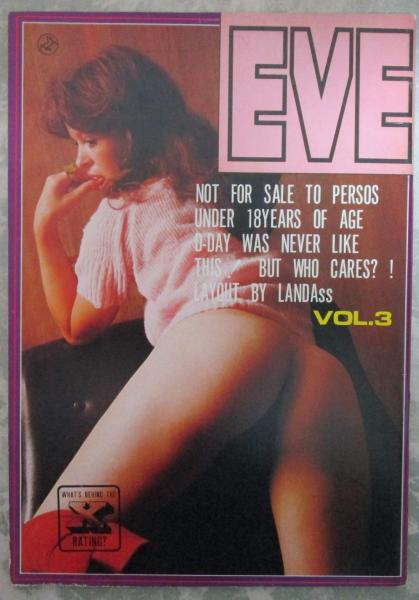 EVE
NOT FOR SALE TO PERSOS
UNDER 18YEARS OF AGE
D-DAY WAS NEVER LIKE
THIS! BUT WHO CARES?!
LAYOUT BY LANDAss
VOL.3
WHAT'S BEHIND THE
X
RATING?